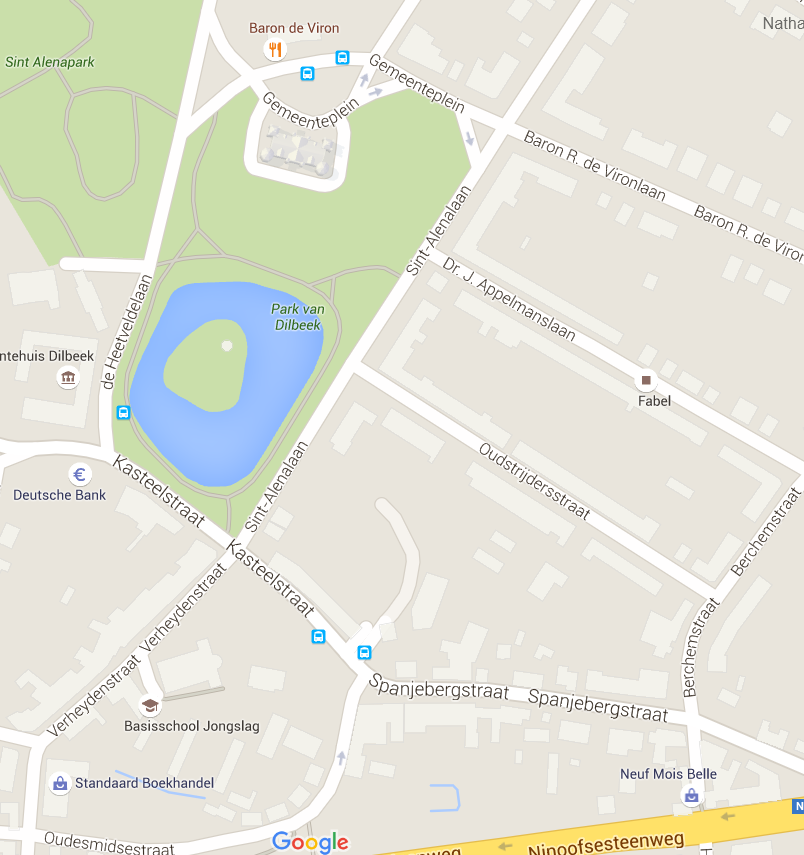 Natha
Baron de Viron
Sint Alenapark
Gemeenteplein
Gemeenteplein
Baron R. de Vironlaan
Baron R. de Viron
Sint-Alenalaan
Dr. J. Appelmanslaan
de Heetveldelaan
Park van
Dilbeek
ntehuis Dilbeek
Fabel
Oudstrijdersstraat
Sint-Alenalaan
Kasteelstraat
€
Deutsche Bank
Berchemstraat
Kasteelstraat
Verheydenstraat
Berchemstraat
Verheydenstraat
Spanjebergstraat
Spanjebergstraat
Basisschool Jongslag
Neuf Mois Belle
Standaard Boekhandel
N
Google
Oudesmidsestraat
weg
Ninoofsesteenweg
H